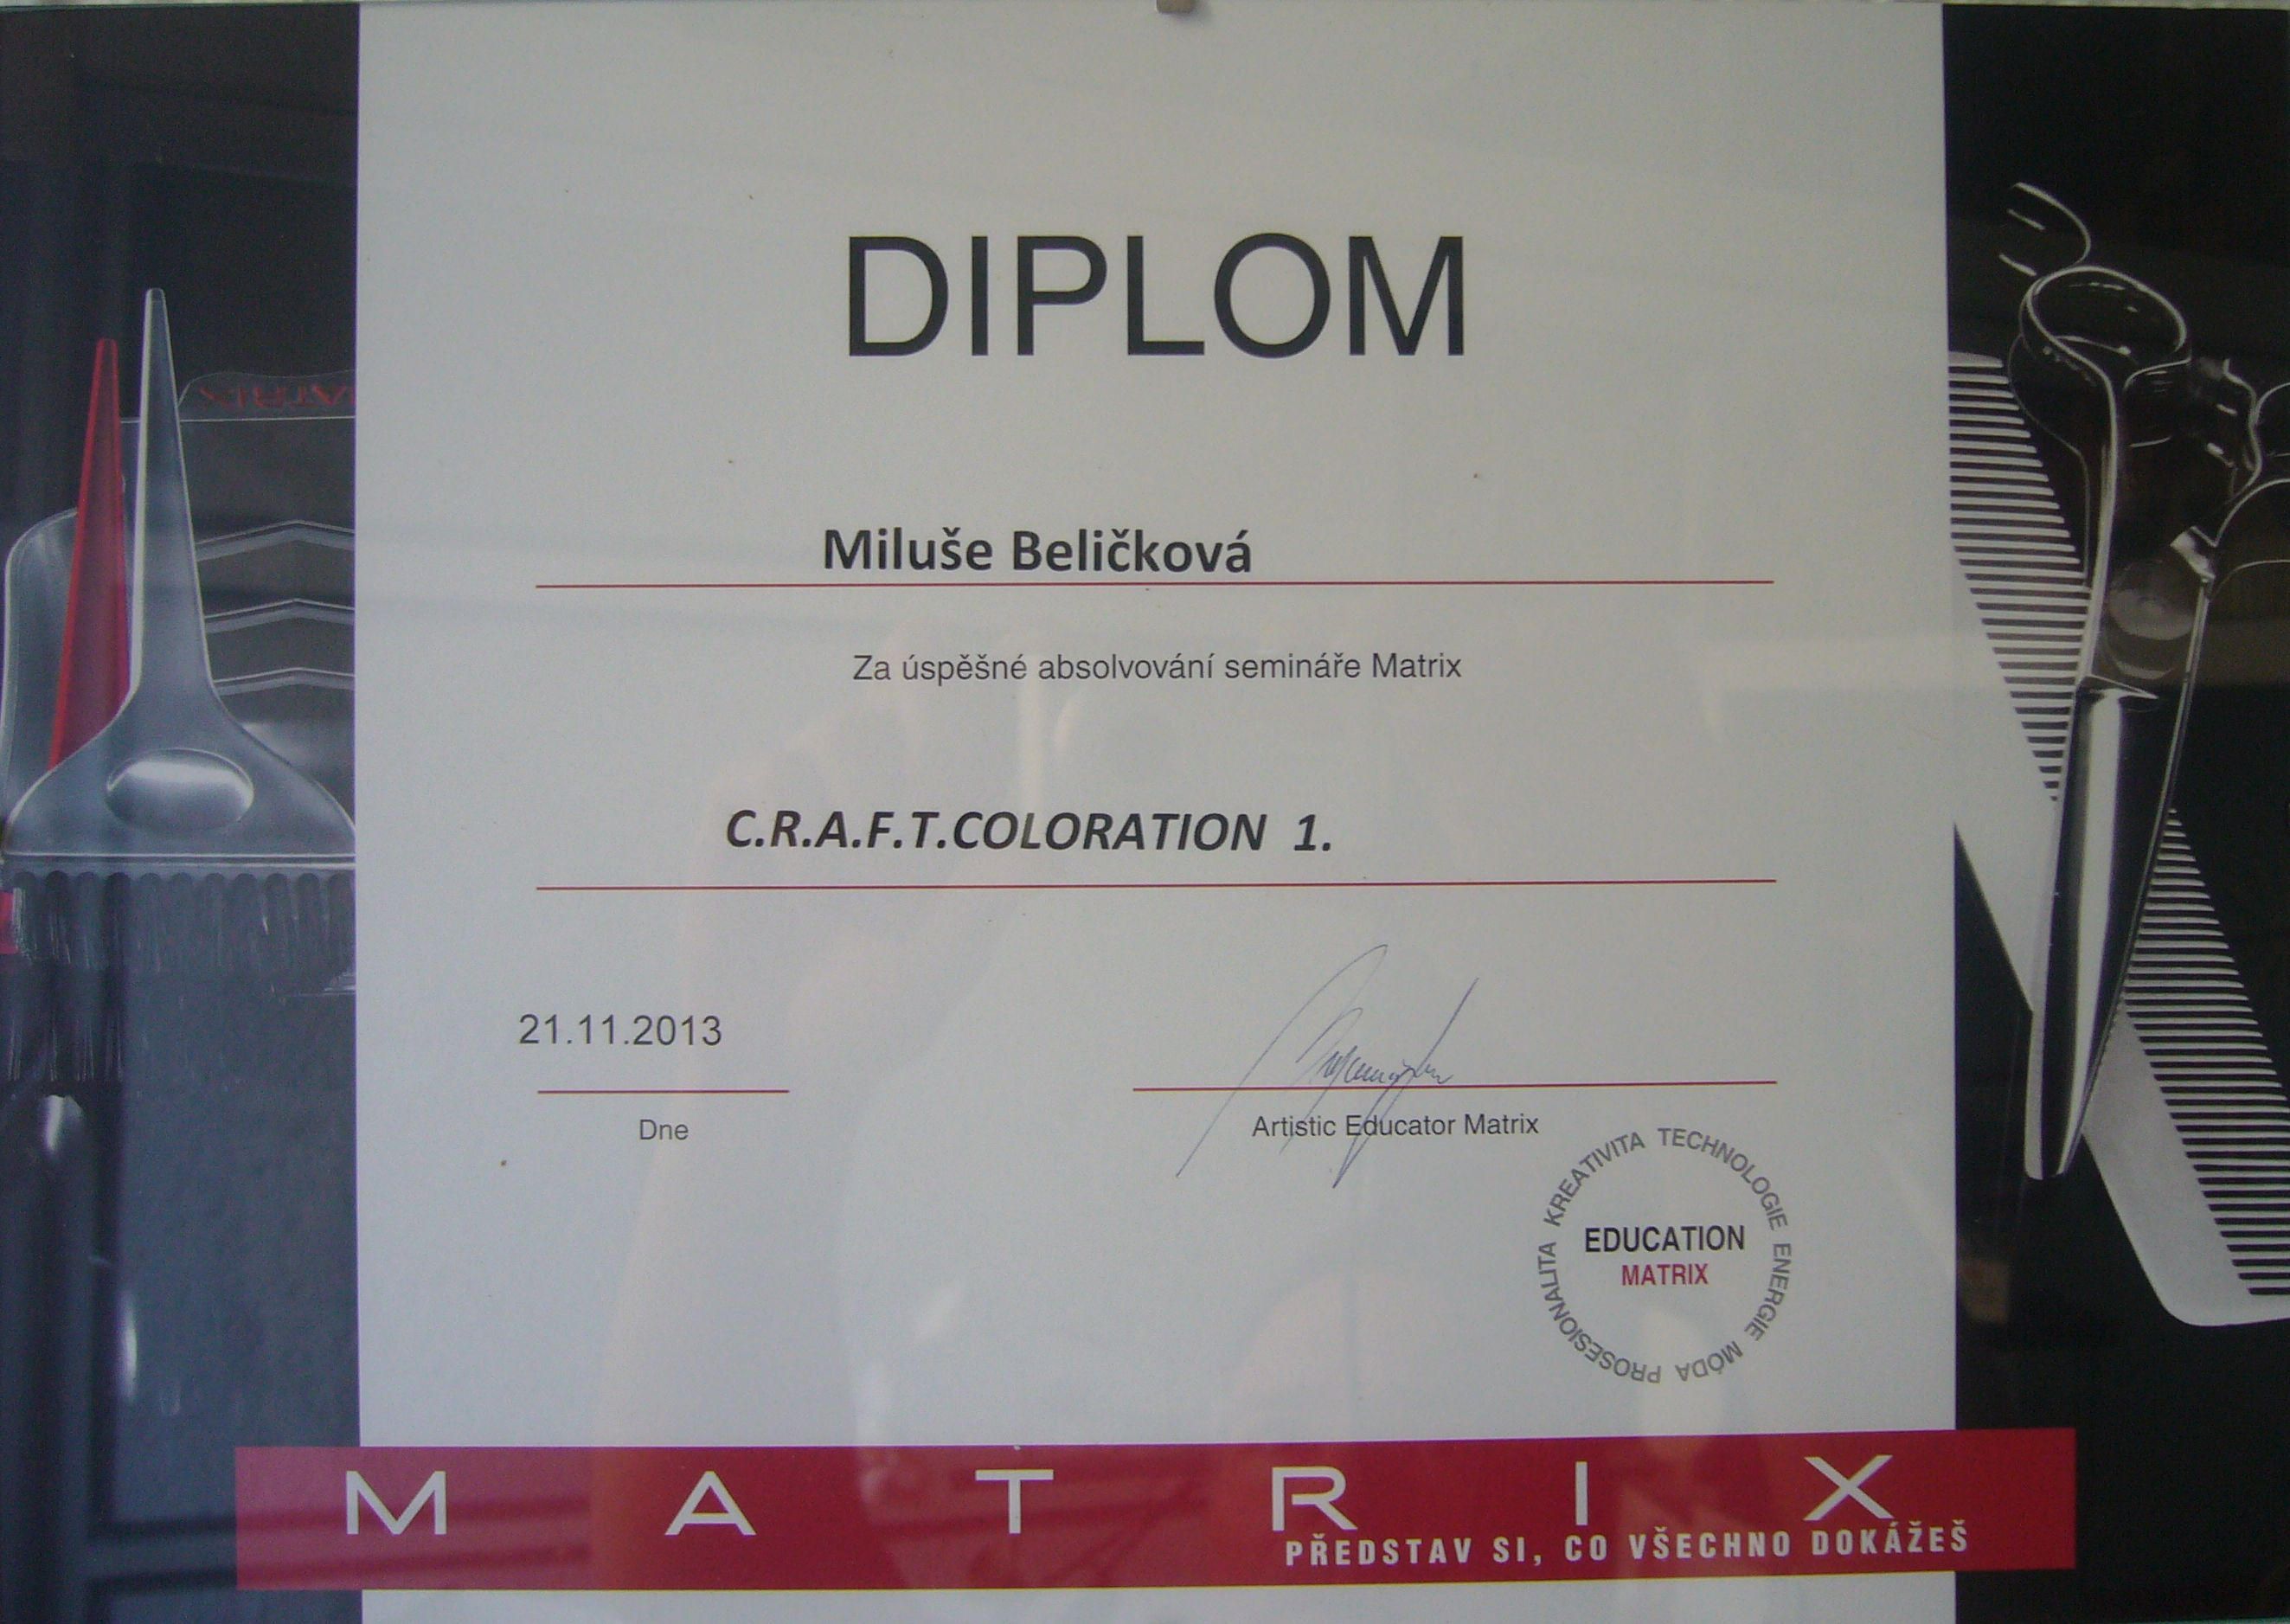 DIPLOM
Miluše Beličková
Za úspěšné absolvování semináře Matrix
C.R.A.F.T.COLORATION 1.
21.11.2013
Dne
Artistic Educator Matrix
PROSESIONALITA KREATIVITA TECHNOLOGIE ENERGIE MÓDA
EDUCATION
MATRIX
MATRIX
PŘEDSTAV SI, CO VŠECHNO DOKÁŽEŠ